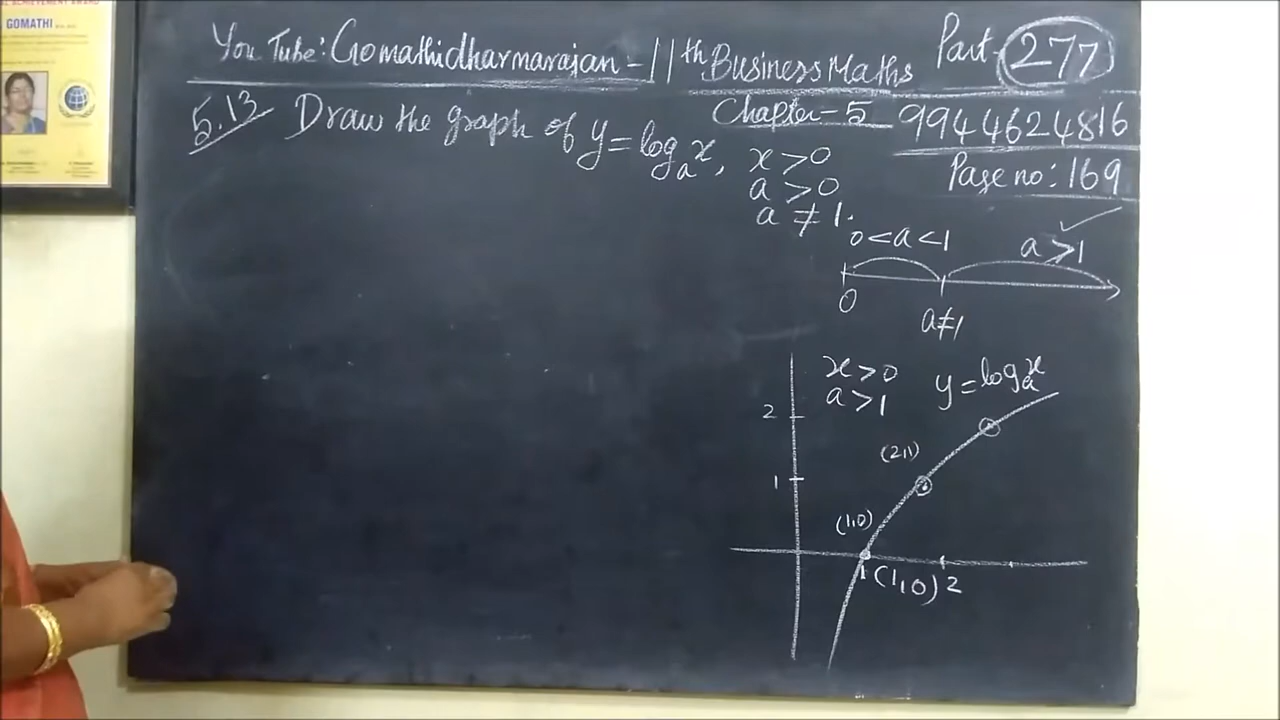 GOMATHI
You Tube: Gomathidharmarajan - 11th Business Maths Part - 277
Chapter - 5 9944624816
Page no: 169
5.13 Draw the graph of y = logₐx, x > 0
a > 0
a ≠ 1.
0 < a < 1 a > 1 ✓
0
a ≠ 1
x > 0 y = logₐx
a > 1
2
(2,1)
1
(1,0)
1 (1,0) 2